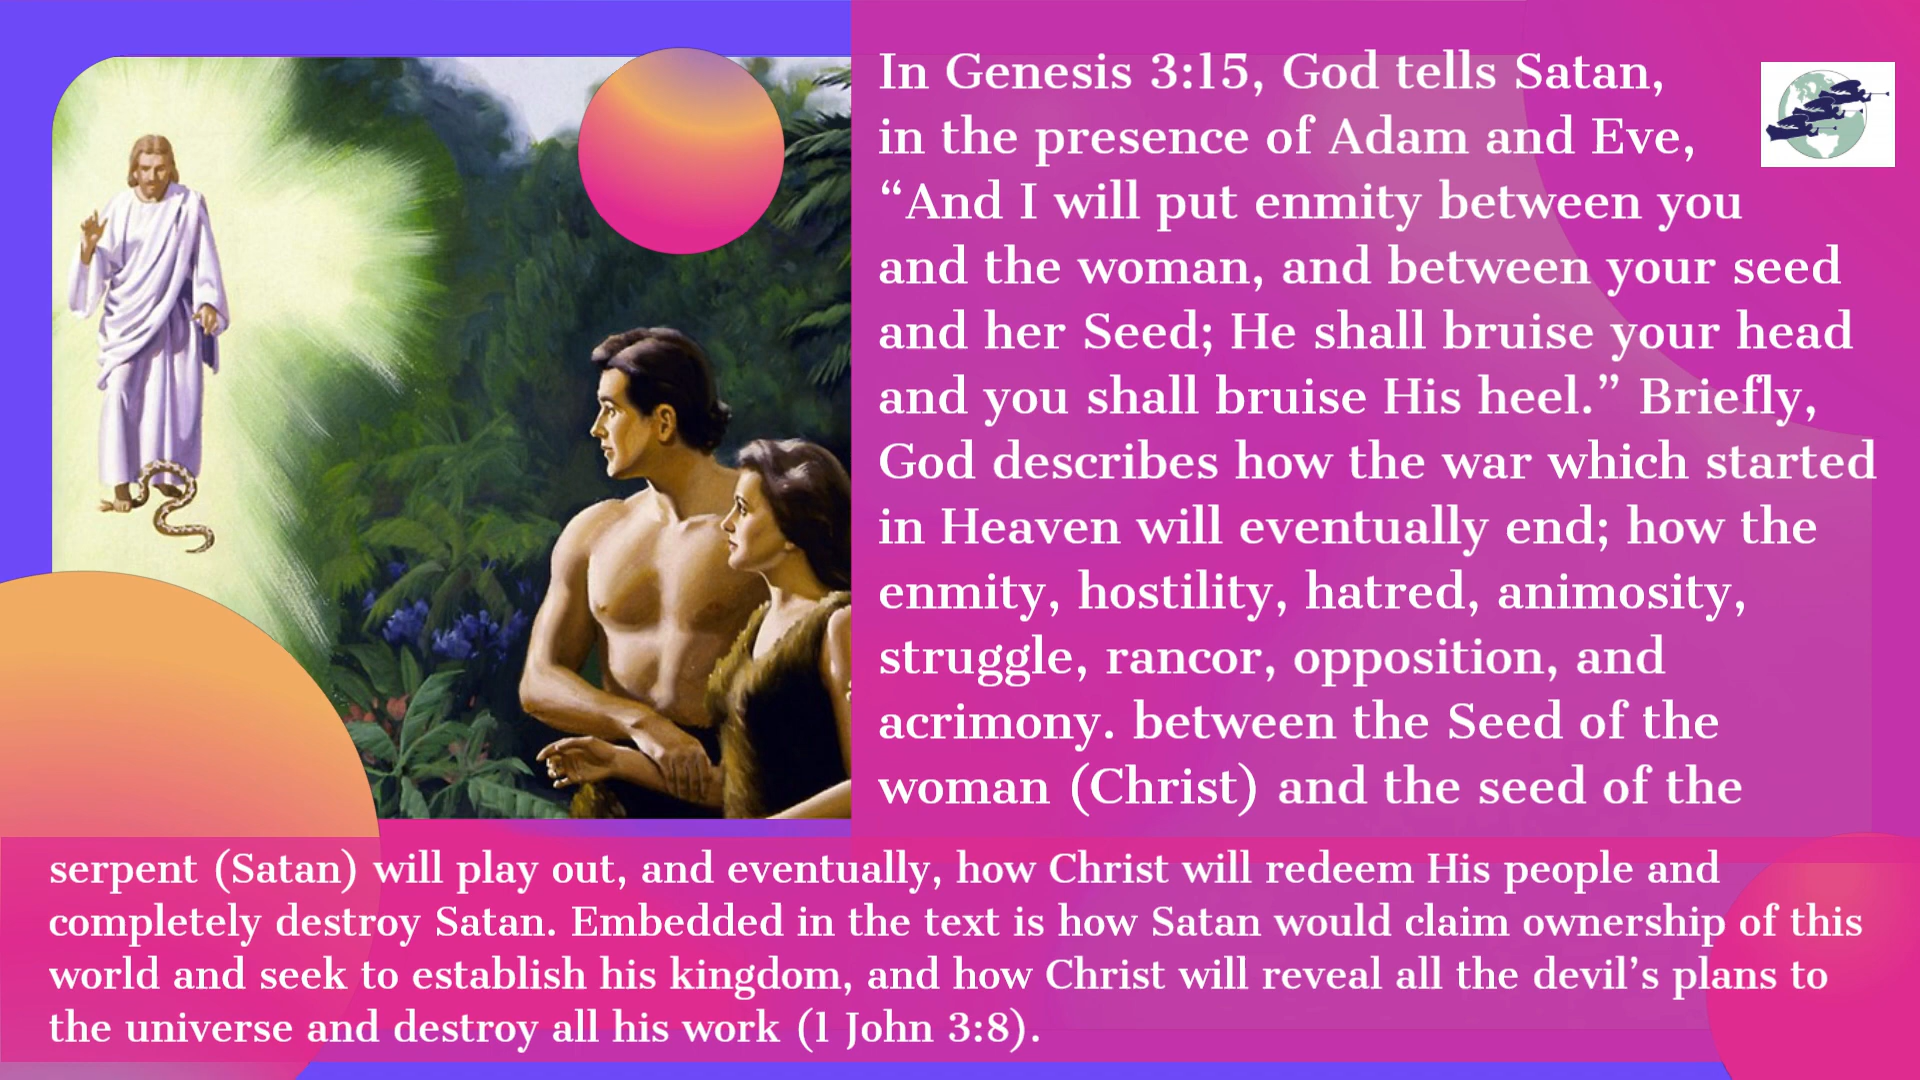 In Genesis 3:15, God tells Satan,
in the presence of Adam and Eve,
“And I will put enmity between you
and the woman, and between your seed
and her Seed; He shall bruise your head
and you shall bruise His heel.” Briefly,
God describes how the war which started
in Heaven will eventually end; how the
enmity, hostility, hatred, animosity,
struggle, rancor, opposition, and
acrimony. between the Seed of the
woman (Christ) and the seed of the
serpent (Satan) will play out, and eventually, how Christ will redeem His people and
completely destroy Satan. Embedded in the text is how Satan would claim ownership of this
world and seek to establish his kingdom, and how Christ will reveal all the devil’s plans to
the universe and destroy all his work (1 John 3:8).